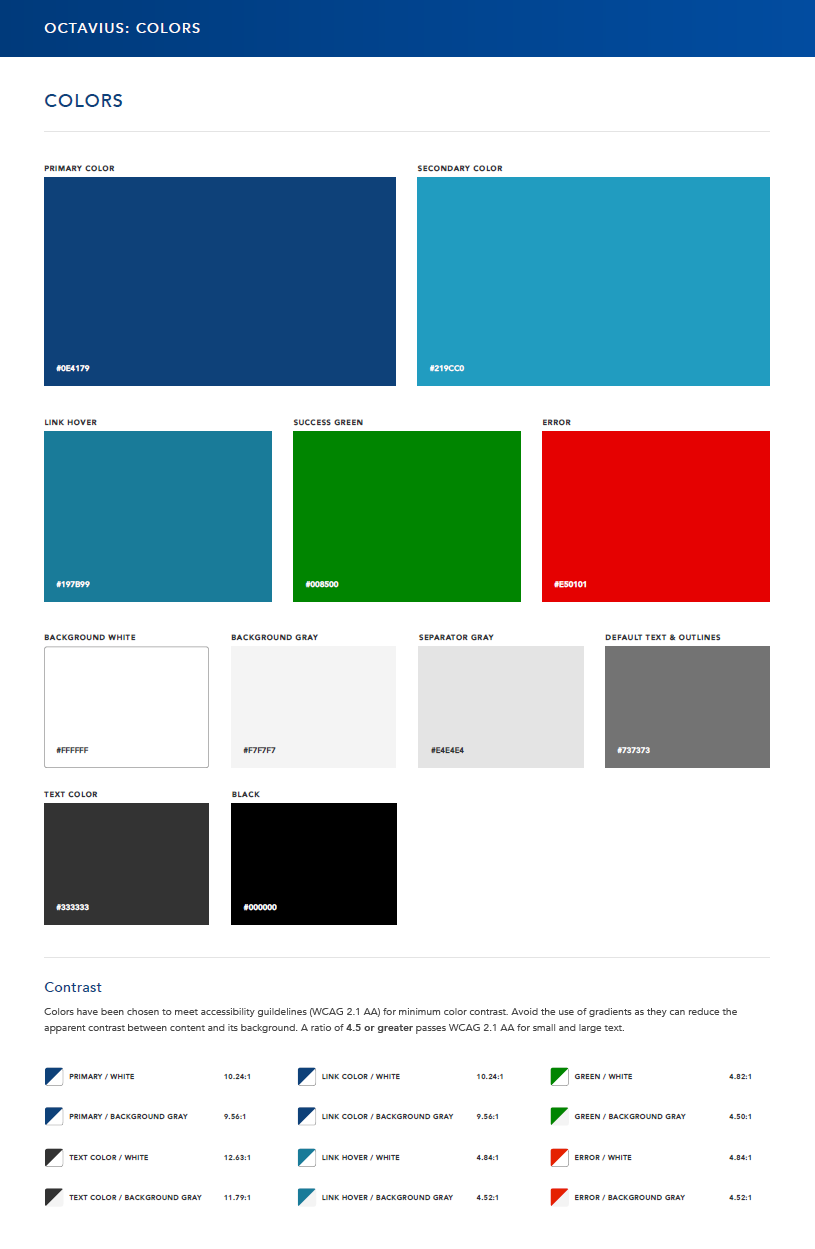 OCTAVIUS: COLORS
COLORS
PRIMARY COLOR
SECONDARY COLOR
#0E4179
#219CC0
LINK HOVER
SUCCESS GREEN
ERROR
#197B99
#008500
#E50101
BACKGROUND WHITE
BACKGROUND GRAY
SEPARATOR GRAY
DEFAULT TEXT & OUTLINES
#FFFFFF
#F7F7F7
#E4E4E4
#737373
TEXT COLOR
BLACK
#333333
#000000
Contrast
Colors have been chosen to meet accessibility guildelines (WCAG 2.1 AA) for minimum color contrast. Avoid the use of gradients as they can reduce the
apparent contrast between content and its background. A ratio of 4.5 or greater passes WCAG 2.1 AA for small and large text.
PRIMARY / WHITE 10.24:1
LINK COLOR / WHITE 10.24:1
GREEN / WHITE 4.82:1
PRIMARY / BACKGROUND GRAY 9.56:1
LINK COLOR / BACKGROUND GRAY 9.56:1
GREEN / BACKGROUND GRAY 4.50:1
TEXT COLOR / WHITE 12.63:1
LINK HOVER / WHITE 4.84:1
ERROR / WHITE 4.84:1
TEXT COLOR / BACKGROUND GRAY 11.79:1
LINK HOVER / BACKGROUND GRAY 4.52:1
ERROR / BACKGROUND GRAY 4.52:1